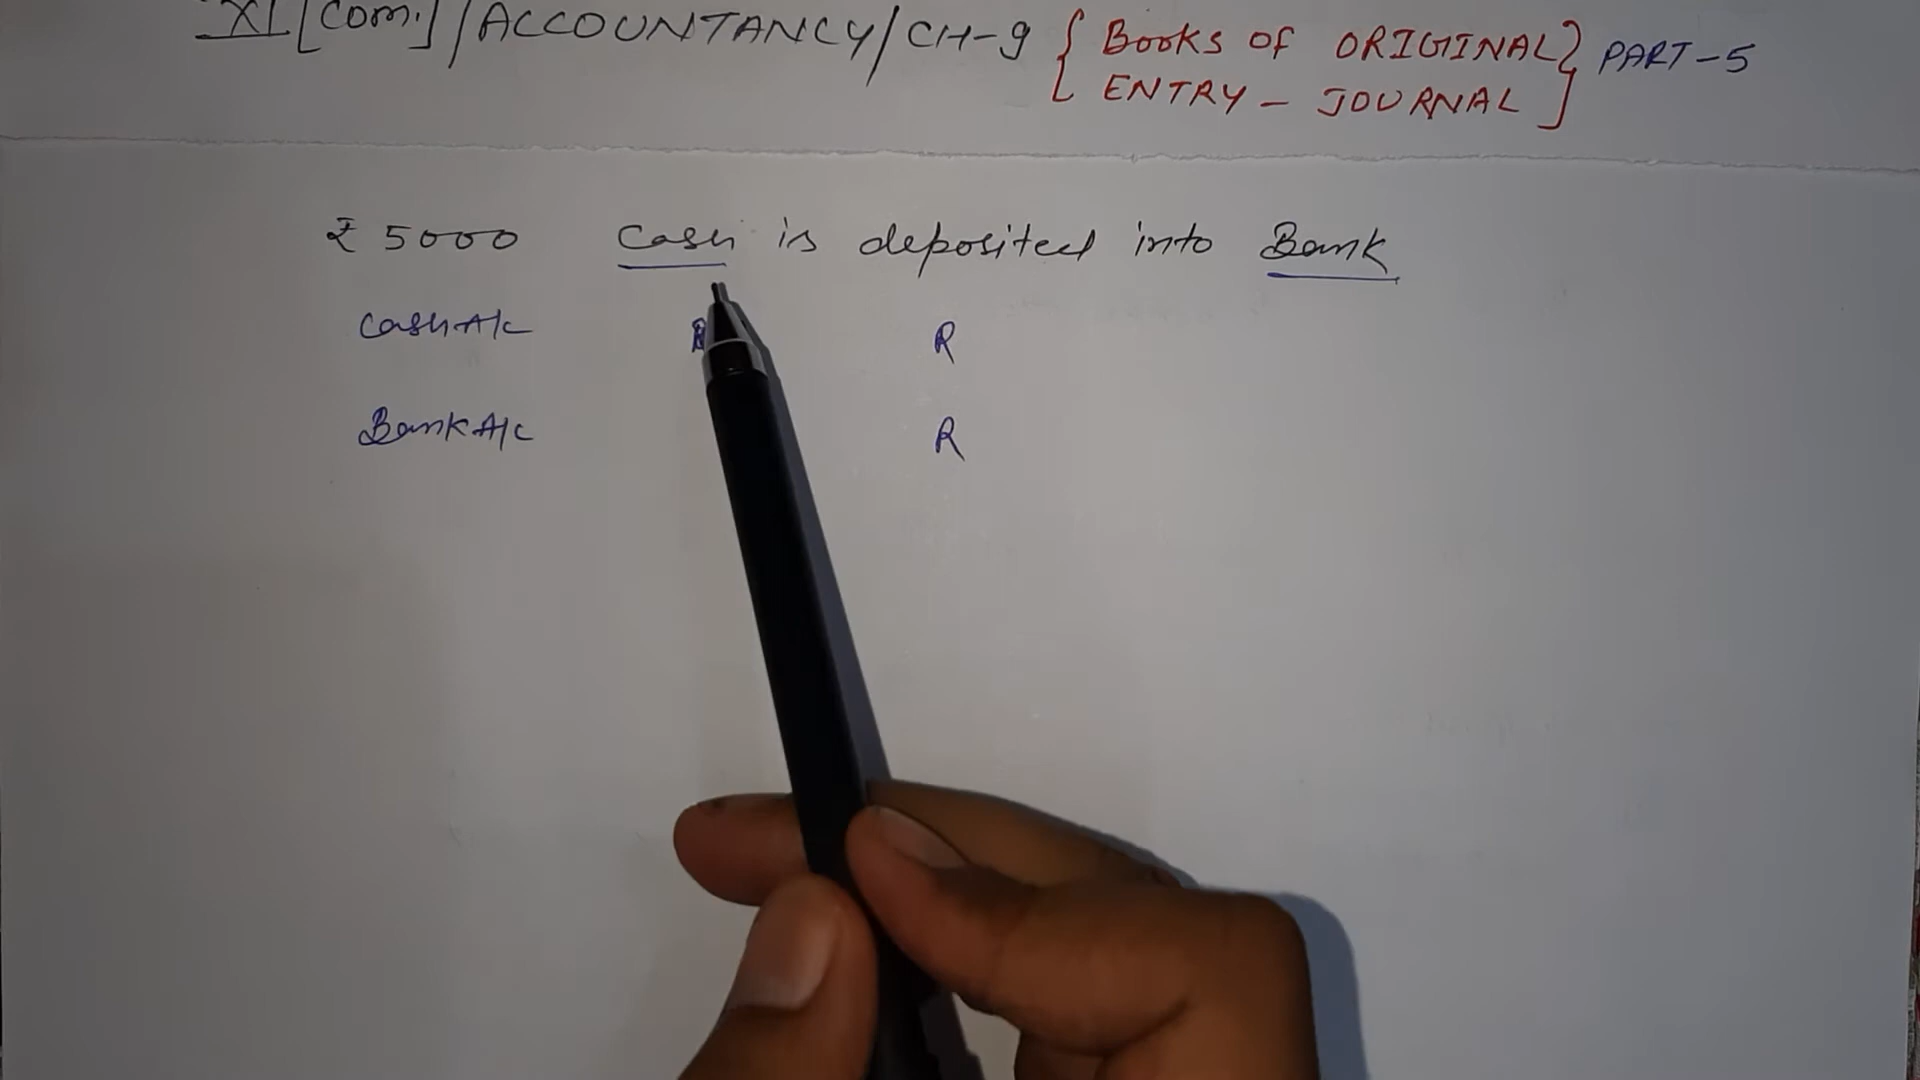 XI [Com.] / ACCOUNTANCY / CH-9 { Books OF ORIGINAL ENTRY - JOURNAL } PART-5
₹ 5000 Cash is deposited into Bank
Cash A/c R
Bank A/c R